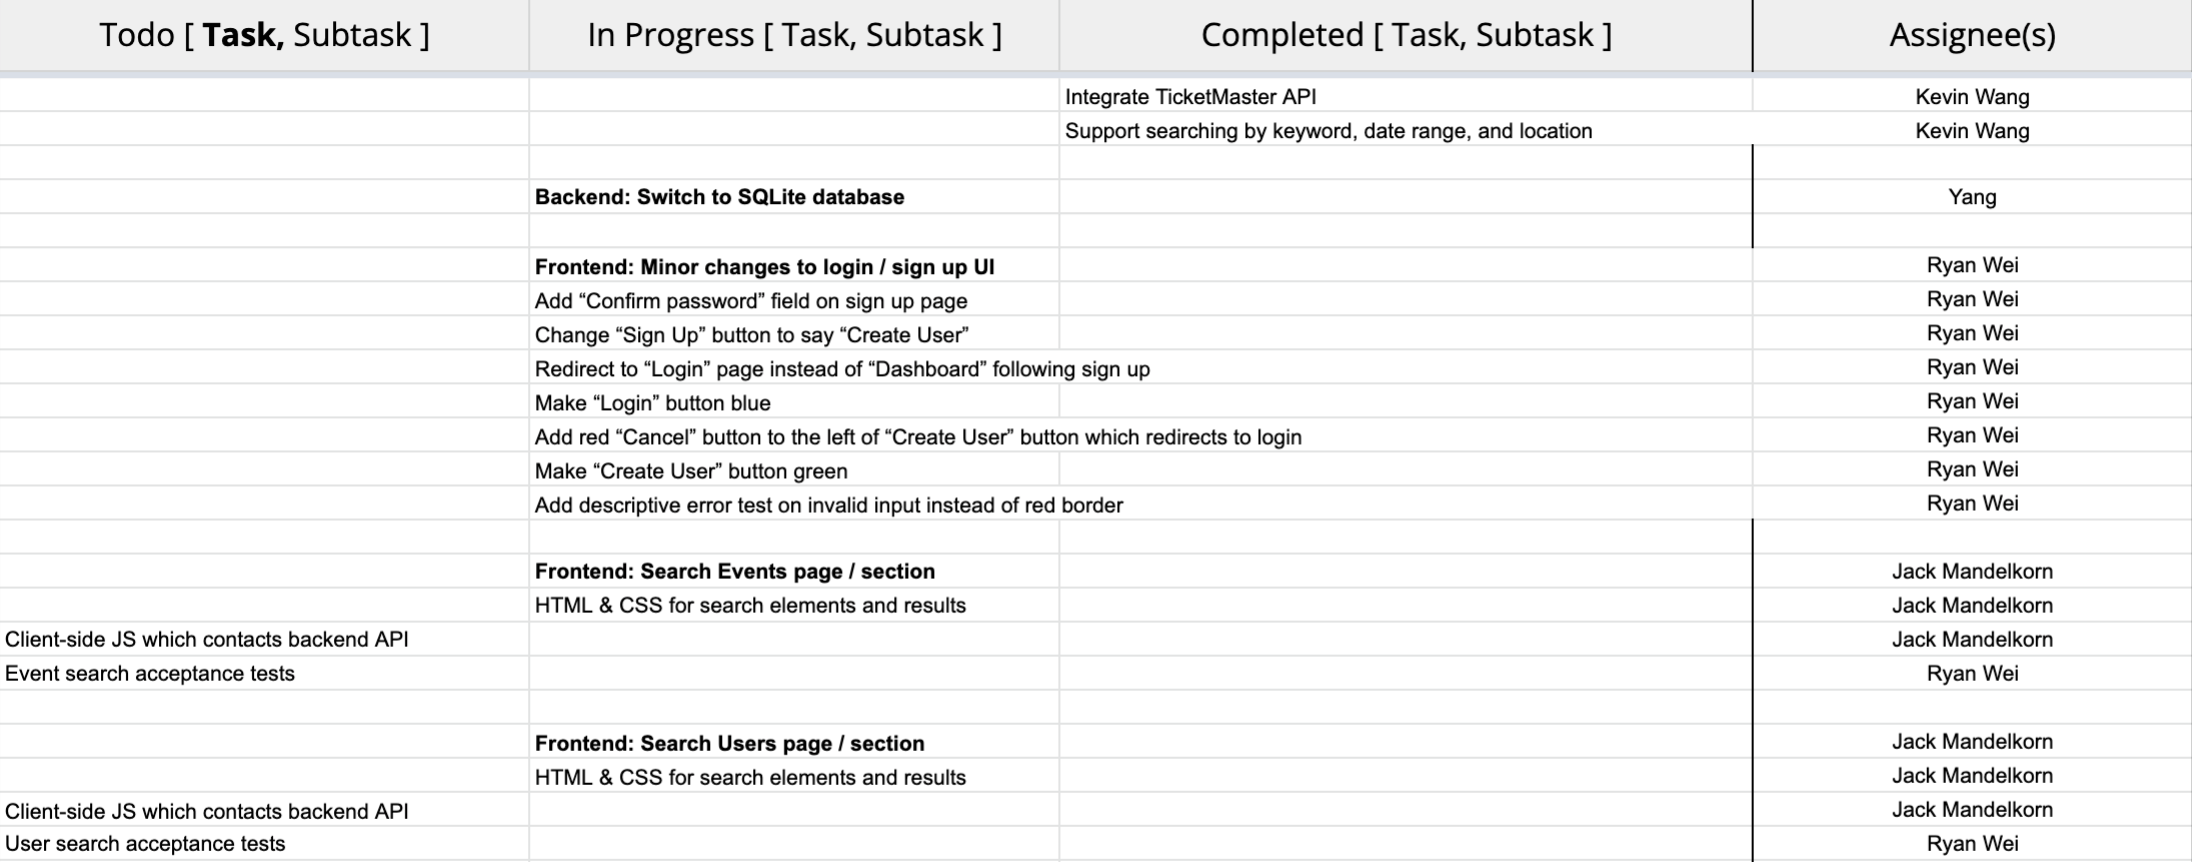 Todo [ Task, Subtask ] In Progress [ Task, Subtask ] Completed [ Task, Subtask ] Assignee(s)
Integrate TicketMaster API Kevin Wang
Support searching by keyword, date range, and location Kevin Wang
Backend: Switch to SQLite database Yang
Frontend: Minor changes to login / sign up UI Ryan Wei
Add “Confirm password” field on sign up page Ryan Wei
Change “Sign Up” button to say “Create User” Ryan Wei
Redirect to “Login” page instead of “Dashboard” following sign up Ryan Wei
Make “Login” button blue Ryan Wei
Add red “Cancel” button to the left of “Create User” button which redirects to login Ryan Wei
Make “Create User” button green Ryan Wei
Add descriptive error test on invalid input instead of red border Ryan Wei
Frontend: Search Events page / section Jack Mandelkorn
HTML & CSS for search elements and results Jack Mandelkorn
Client-side JS which contacts backend API Jack Mandelkorn
Event search acceptance tests Ryan Wei
Frontend: Search Users page / section Jack Mandelkorn
HTML & CSS for search elements and results Jack Mandelkorn
Client-side JS which contacts backend API Jack Mandelkorn
User search acceptance tests Ryan Wei